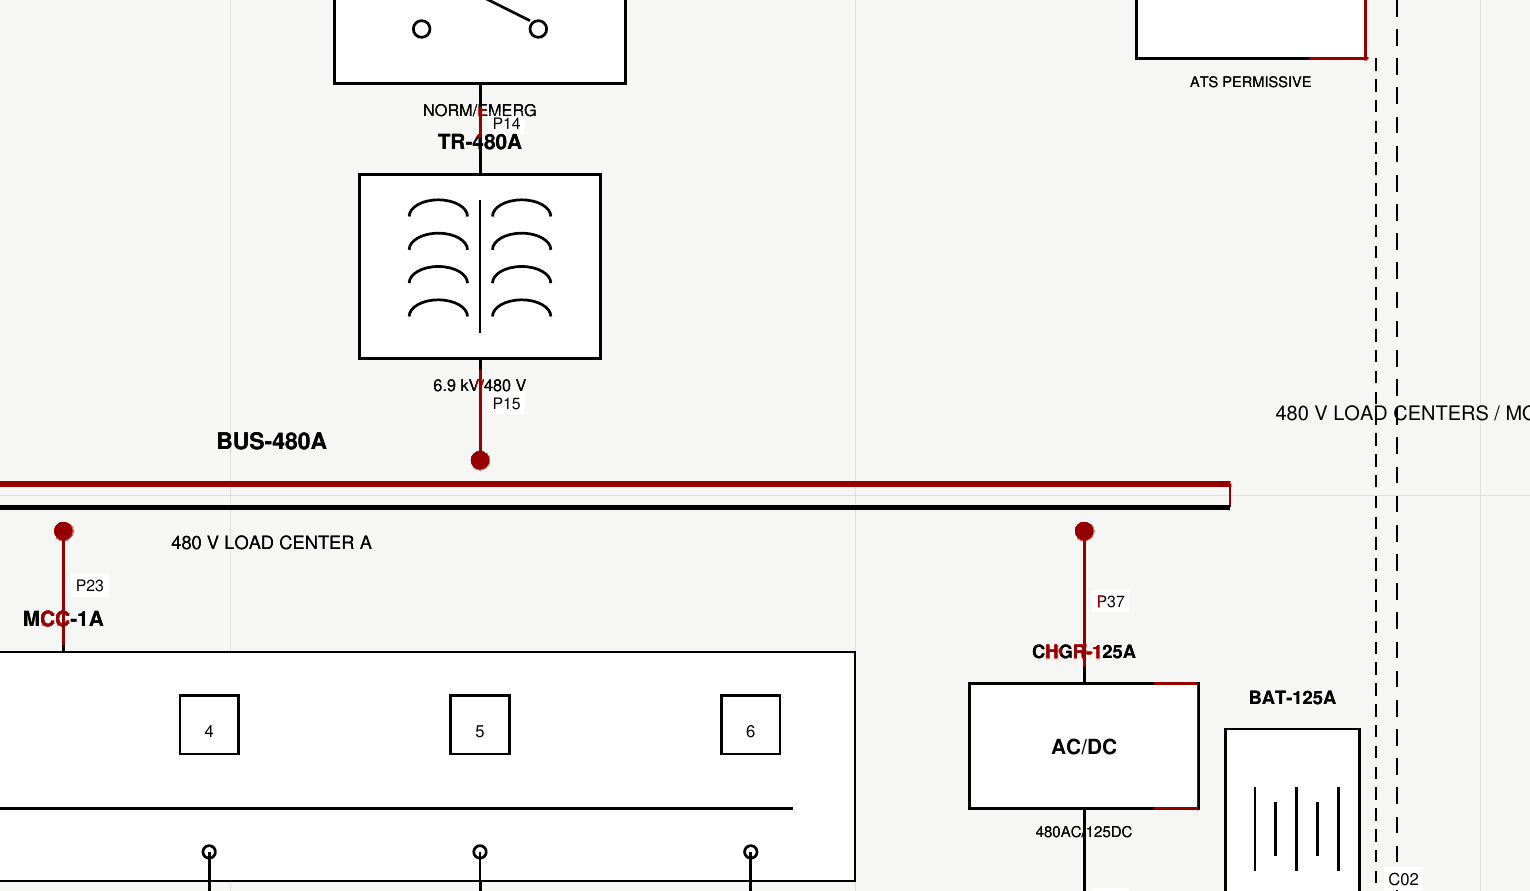 ATS PERMISSIVE
NORM/EMERG
P14
TR-480A
6.9 kV/480 V
P15
480 V LOAD CENTERS /
BUS-480A
480 V LOAD CENTER A
P23
P37
MCC-1A
CHGR-125A
BAT-125A
4
5
6
AC/DC
480AC/125DC
C02